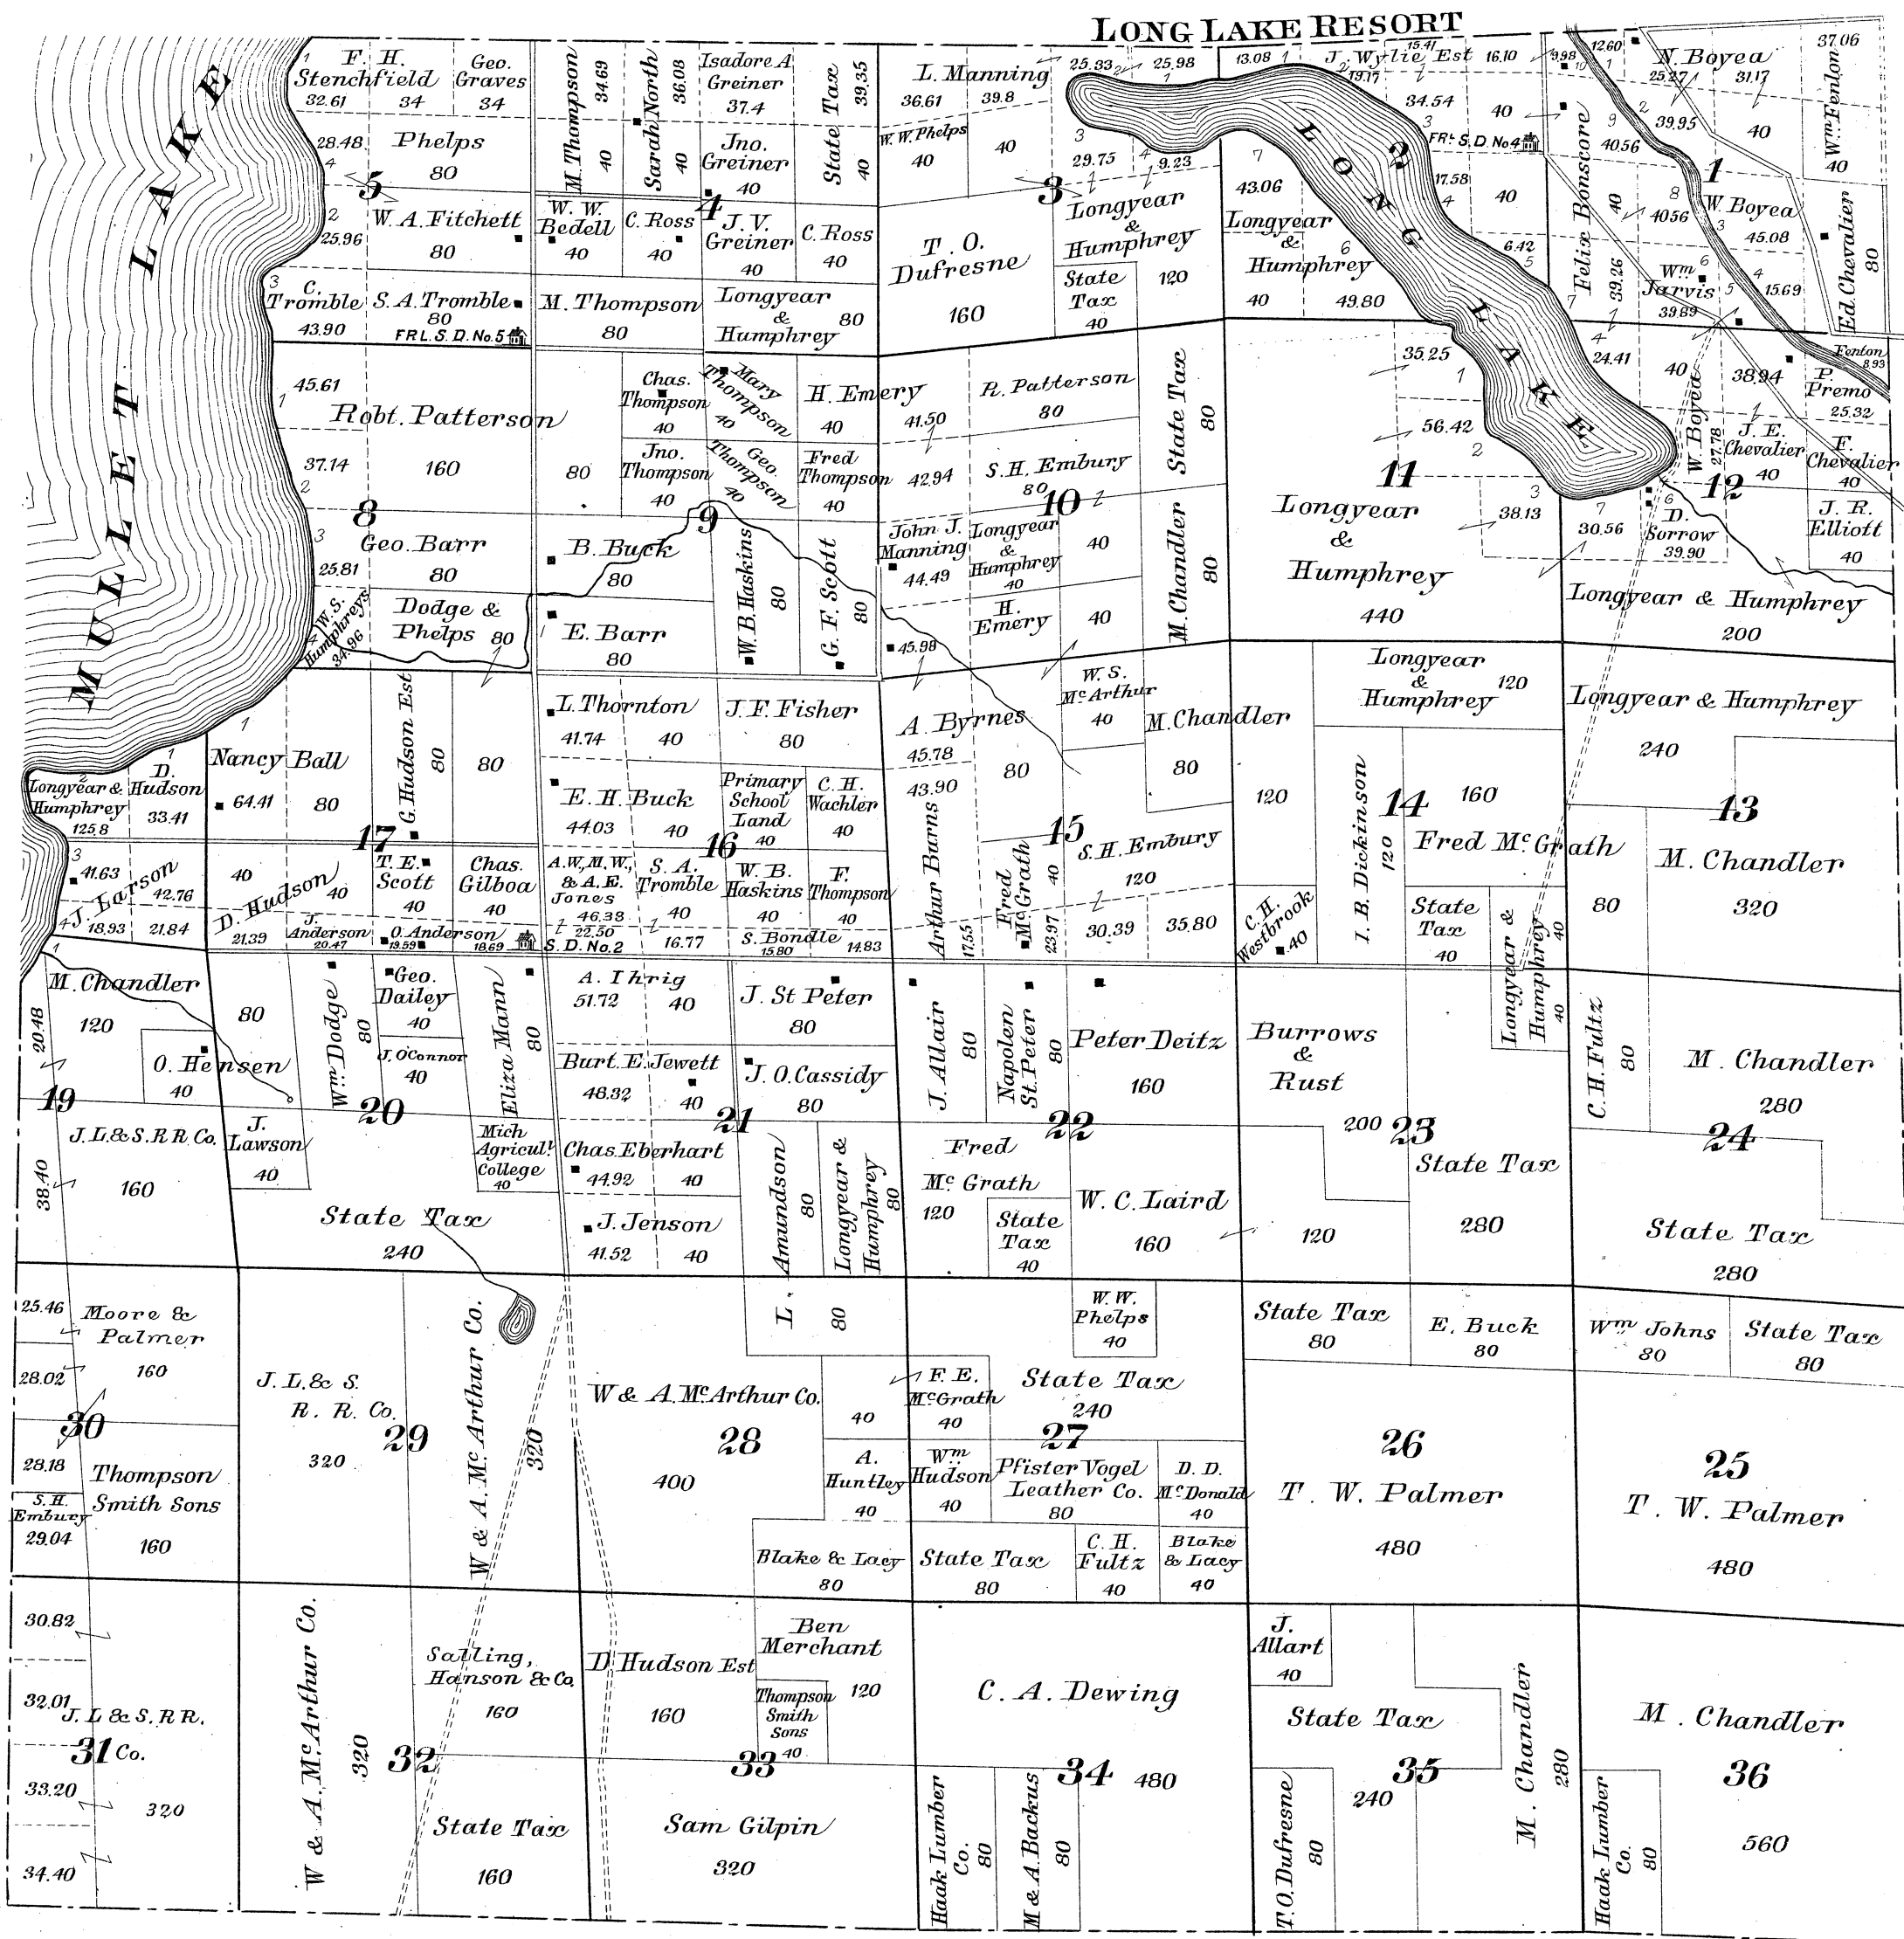 LONG LAKE RESORT
MULLET LAKE
LONG LAKE
F. H.
Stenchfield
32.61 34
Geo.
Graves
34
28.48
Phelps
80
5
25.96
W. A. Fitchett
80
C.
Tromble
43.90
S. A. Tromble
80
FRL. S. D. No. 5
M. Thompson
34.69
40
Sarah North
36.08
40
Isadore A
Greiner
37.4
Jno.
Greiner
40
State Tax
39.35
40
4
W. W.
Bedell
40
C. Ross
40
J. V.
Greiner
40
C. Ross
40
M. Thompson
80
Longyear
&
Humphrey
80
L. Manning
36.61 39.8
W. W. Phelps
40
40
25.33 25.98
29.75 9.23
3
T. O.
Dufresne
160
Longyear
&
Humphrey
120
State
Tax
40
13.08
J. Wylie Est
15.41
16.10
19.17
34.54
40
FRL. S. D. No 4
2
17.58
40
6.42
43.06
Longyear
&
Humphrey
40 49.80
9.98
12.60
N. Boyea
25.27 31.17
37.06
Wm Fenlon
40
39.95
40
Felix Bonscore
40.56
40
39.26
1
40.56
W. Boyea
45.08
Wm
Jarvis
39.89
15.69
Ed. Chevalier
80
45.61
Robt. Patterson
37.14 160 80
8
Geo. Barr
25.81 80
W. S.
Humphreys
34.96
Dodge &
Phelps 80
Chas.
Thompson
40
Mary
Thompson
40
H. Emery
40 41.50
Jno.
Thompson
40
Geo.
Thompson
40
Fred
Thompson
40
42.94
9
B. Buck
80
E. Barr
80
W. B. Haskins
80
G. F. Scott
80
R. Patterson
80
S. H. Embury
80
10
State Tax
80
John J.
Manning
44.49
Longyear
&
Humphrey
40
40
H.
Emery
40
45.98
M. Chandler
80
35.25
56.42
11
38.13
Longyear
&
Humphrey
440
24.41
40
38.94
Fenton
8.93
P.
Premo
25.32
W. Boyea
27.78
J. E.
Chevalier
40
F.
Chevalier
40
12
30.56
D.
Sorrow
39.90
J. R.
Elliott
40
Longyear & Humphrey
200
Longyear &
Humphrey
125.8
D.
Hudson
33.41
Nancy Ball
64.41 80
G. Hudson Est
80
80
17
41.63
J. Larson
42.76
18.93 21.84
40
D. Hudson
40
21.39
J.
Anderson
20.47
T. E.
Scott
40
O. Anderson
19.59 18.69
Chas.
Gilboa
40
L. Thornton
41.74 40
J. F. Fisher
80
E. H. Buck
44.03 40
Primary
School
Land
40
C. H.
Wachler
40
16
A. W., M. W.,
& A. E.
Jones
46.38
22.50
S. D. No. 2
S. A.
Tromble
40
16.77
W. B.
Haskins
40
F.
Thompson
40
S. Bondle
15.80 14.83
A. Byrnes
45.78
80
43.90
Arthur Burns
17.55
W. S.
McArthur
40
M. Chandler
80 120
15
Fred
McGrath
40
23.97
S. H. Embury
120
30.39 35.80
C. H.
Westbrook
40
Longyear
&
Humphrey
120
I. B. Dickinson
120
14
160
Fred McGrath
80
State
Tax
40
Longyear &
Humphrey
40
40
Longyear & Humphrey
240
13
M. Chandler
320
M. Chandler
120
80
20.48
O. Hensen
40
19
J. L. & S. R R. Co.
38.40 160
J.
Lawson
40
Wm Dodge
80
Geo.
Dailey
40
J. OConnor
40
Eliza Mann
80
20
Mich
Agricul.
College
40
State Tax
240
A. Ihrig
51.72 40
J. St Peter
80
Burt. E. Jewett
48.32 40
J. O. Cassidy
80
21
Chas. Eberhart
44.92 40
J. Jenson
41.52 40
L. Amundson
80
80
Longyear &
Humphrey
80
J. Allair
80
Napolen
St. Peter
80
Peter Deitz
160
22
Fred
McGrath
120
State
Tax
40
W. C. Laird
160 120
Burrows
&
Rust
200
23
State Tax
280
C. H. Fultz
80
M. Chandler
280
24
State Tax
280
25.46
Moore &
Palmer
28.02 160
30
28.18
Thompson
Smith Sons
160
S. H.
Embury
29.04
J. L. & S.
R. R. Co.
320
29
W & A. McArthur Co.
320
W & A. McArthur Co.
28
400
40
A.
Huntley
40
Blake & Lacy
80
W. W.
Phelps
40
F. E.
McGrath
40
State Tax
240
27
Wm
Hudson
40
Pfister Vogel
Leather Co.
80
D. D.
McDonald
40
State Tax
80
C. H.
Fultz
40
Blake
& Lacy
40
State Tax
80
E. Buck
80
26
T. W. Palmer
480
Wm Johns
80
State Tax
80
25
T. W. Palmer
480
30.82
32.01
J. L & S. R R.
31 Co.
33.20
320
34.40
W & A. McArthur Co.
320
32
Salling,
Hanson & Co.
160
State Tax
160
D. Hudson Est
160
Ben
Merchant
120
Thompson
Smith
Sons
40
33
Sam Gilpin
320
C. A. Dewing
34 480
Haak Lumber
Co.
80
M & A. Backus
80
J.
Allart
40
State Tax
35
240
T. O. Dufresne
80
M. Chandler
280
M. Chandler
36
560
Haak Lumber
Co.
80